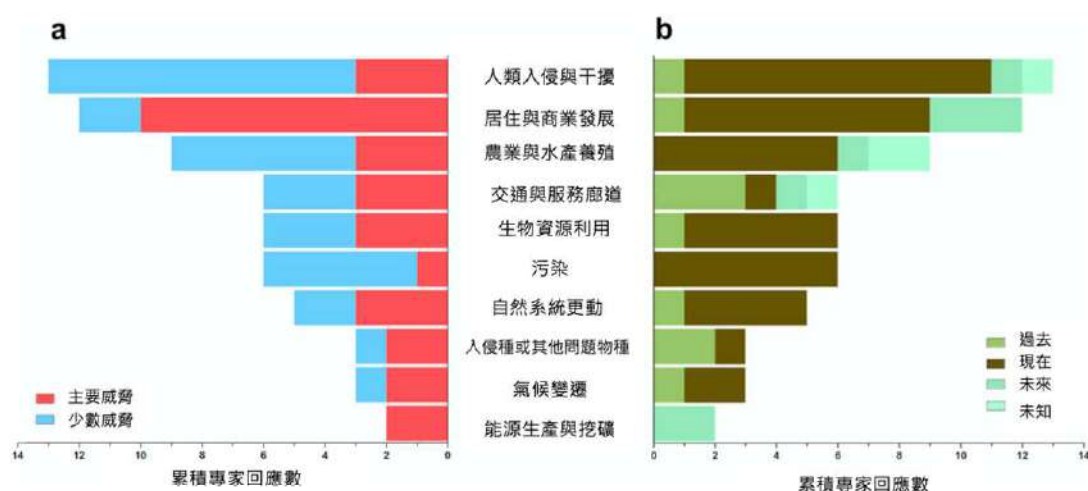 a
b
人類入侵與干擾
居住與商業發展
農業與水產養殖
交通與服務廊道
生物資源利用
污染
自然系統更動
入侵種或其他問題物種
氣候變遷
能源生產與挖礦
主要威脅
少數威脅
過去
現在
未來
未知
14 12 10 8 6 4 2 0
0 2 4 6 8 10 12 14
累積專家回應數
累積專家回應數